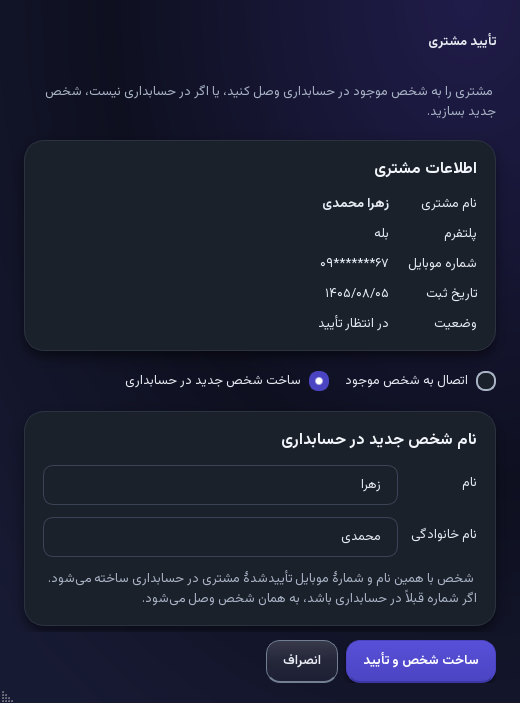 تأیید مشتری
مشتری را به شخص موجود در حسابداری وصل کنید، یا اگر در حسابداری نیست، شخص
جدید بسازید.
اطلاعات مشتری
نام مشتری زهرا محمدی
پلتفرم بله
شماره موبایل ۰۹*******۶۷
تاریخ ثبت ۱۴۰۵/۰۸/۰۵
وضعیت در انتظار تأیید
اتصال به شخص موجود ساخت شخص جدید در حسابداری
نام شخص جدید در حسابداری
نام زهرا
نام خانوادگی محمدی
شخص با همین نام و شمارهٔ موبایل تأییدشدهٔ مشتری در حسابداری ساخته می‌شود.
اگر شماره قبلاً در حسابداری باشد، به همان شخص وصل می‌شود.
ساخت شخص و تأیید انصراف